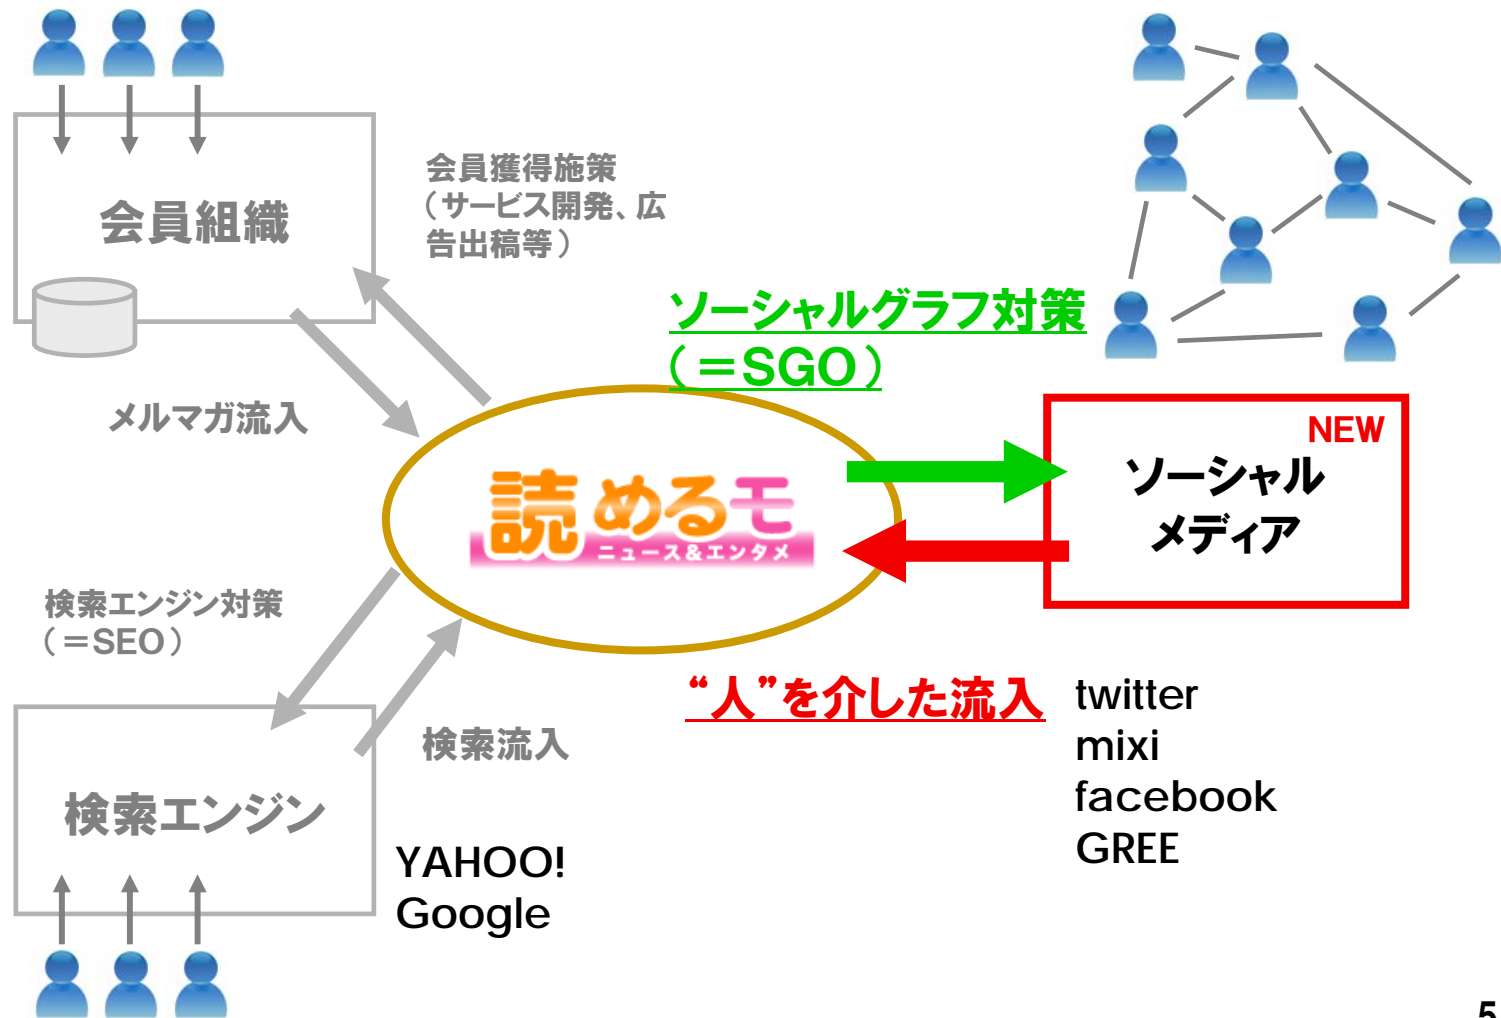 会員組織
会員獲得施策
（サービス開発、広
告出稿等）
メルマガ流入
ソーシャルグラフ対策
（＝SGO）
NEW
ソーシャル
メディア
読めるモ
ニュース&エンタメ
検索エンジン対策
（＝SEO）
検索流入
検索エンジン
YAHOO!
Google
“人”を介した流入
twitter
mixi
facebook
GREE
5